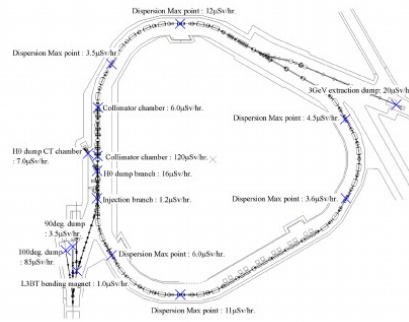 Dispersion Max point : 12μSv/hr.
Dispersion Max point : 3.5μSv/hr.
3GeV extraction dump: 20μSv/hr.
Collimator chamber : 6.0μSv/hr.
Dispersion Max point :
4.5μSv/hr.
H0 dump CT chamber
: 7.0μSv/hr.
Collimator chamber : 120μSv/hr.
H0 dump branch : 16μSv/hr.
Injection branch : 1.2μSv/hr.
Dispersion Max point : 3.6μSv/hr.
90deg. dump
: 3.5μSv/hr.
100deg. dump
: 85μSv/hr.
Dispersion Max point : 6.0μSv/hr.
L3BT bending magnet : 1.0μSv/hr.
Dispersion Max point : 11μSv/hr.